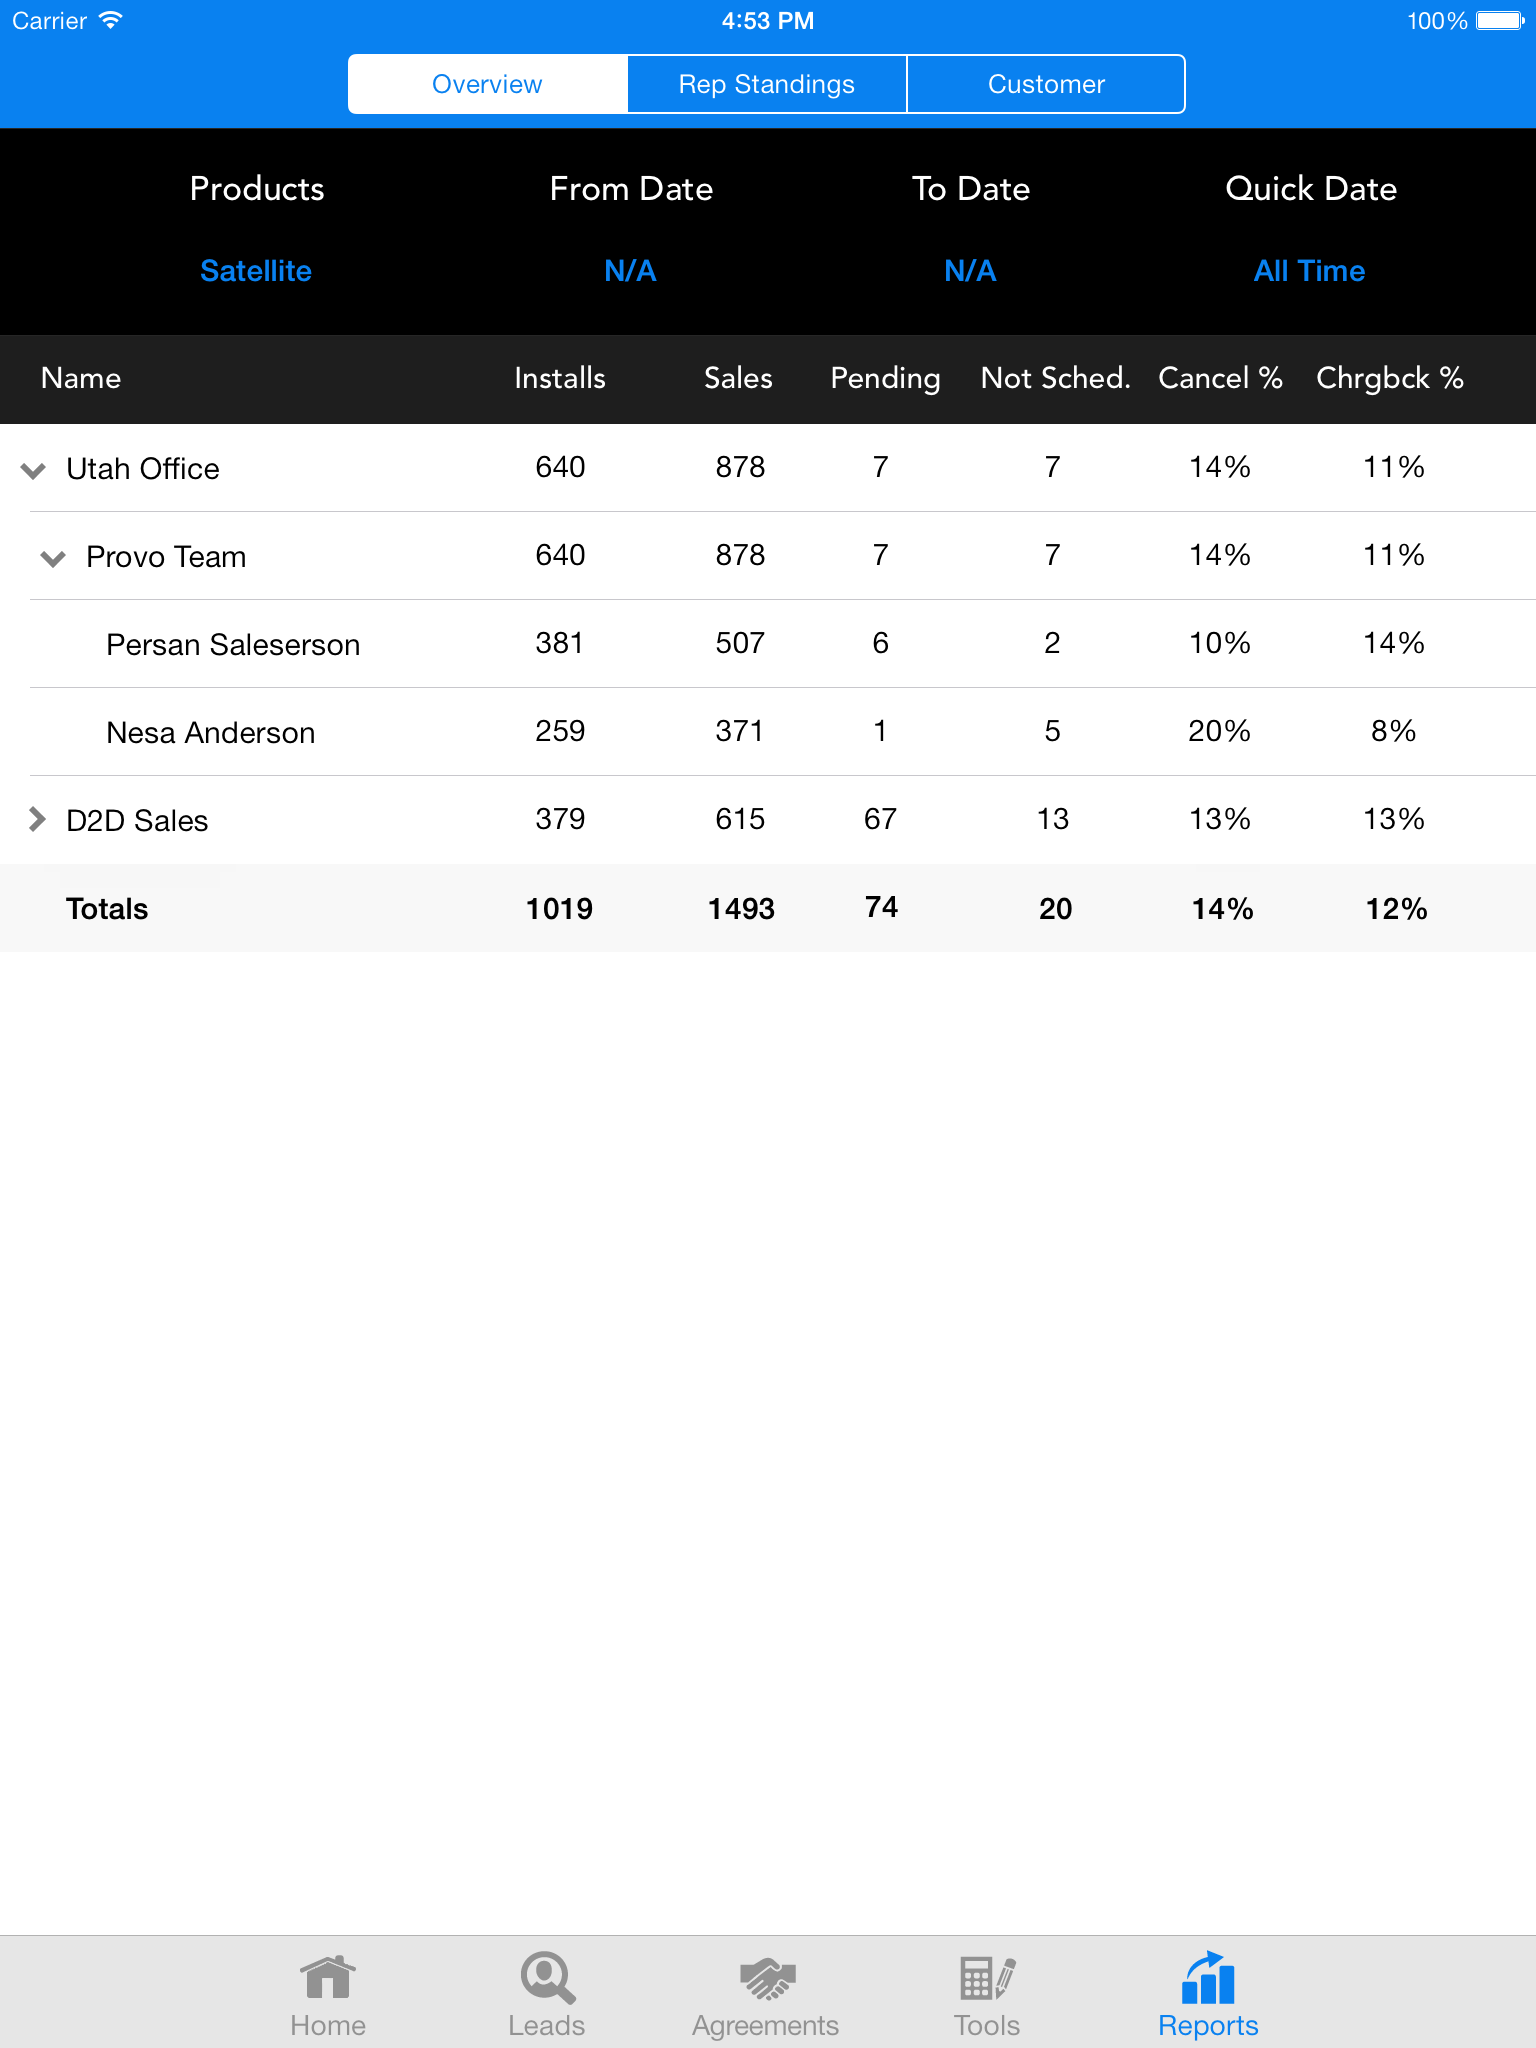 Carrier 4:53 PM 100%
Overview Rep Standings Customer
Products From Date To Date Quick Date
Satellite N/A N/A All Time
Name Installs Sales Pending Not Sched. Cancel % Chrgbck %
Utah Office 640 878 7 7 14% 11%
Provo Team 640 878 7 7 14% 11%
Persan Saleserson 381 507 6 2 10% 14%
Nesa Anderson 259 371 1 5 20% 8%
D2D Sales 379 615 67 13 13% 13%
Totals 1019 1493 74 20 14% 12%
Home Leads Agreements Tools Reports